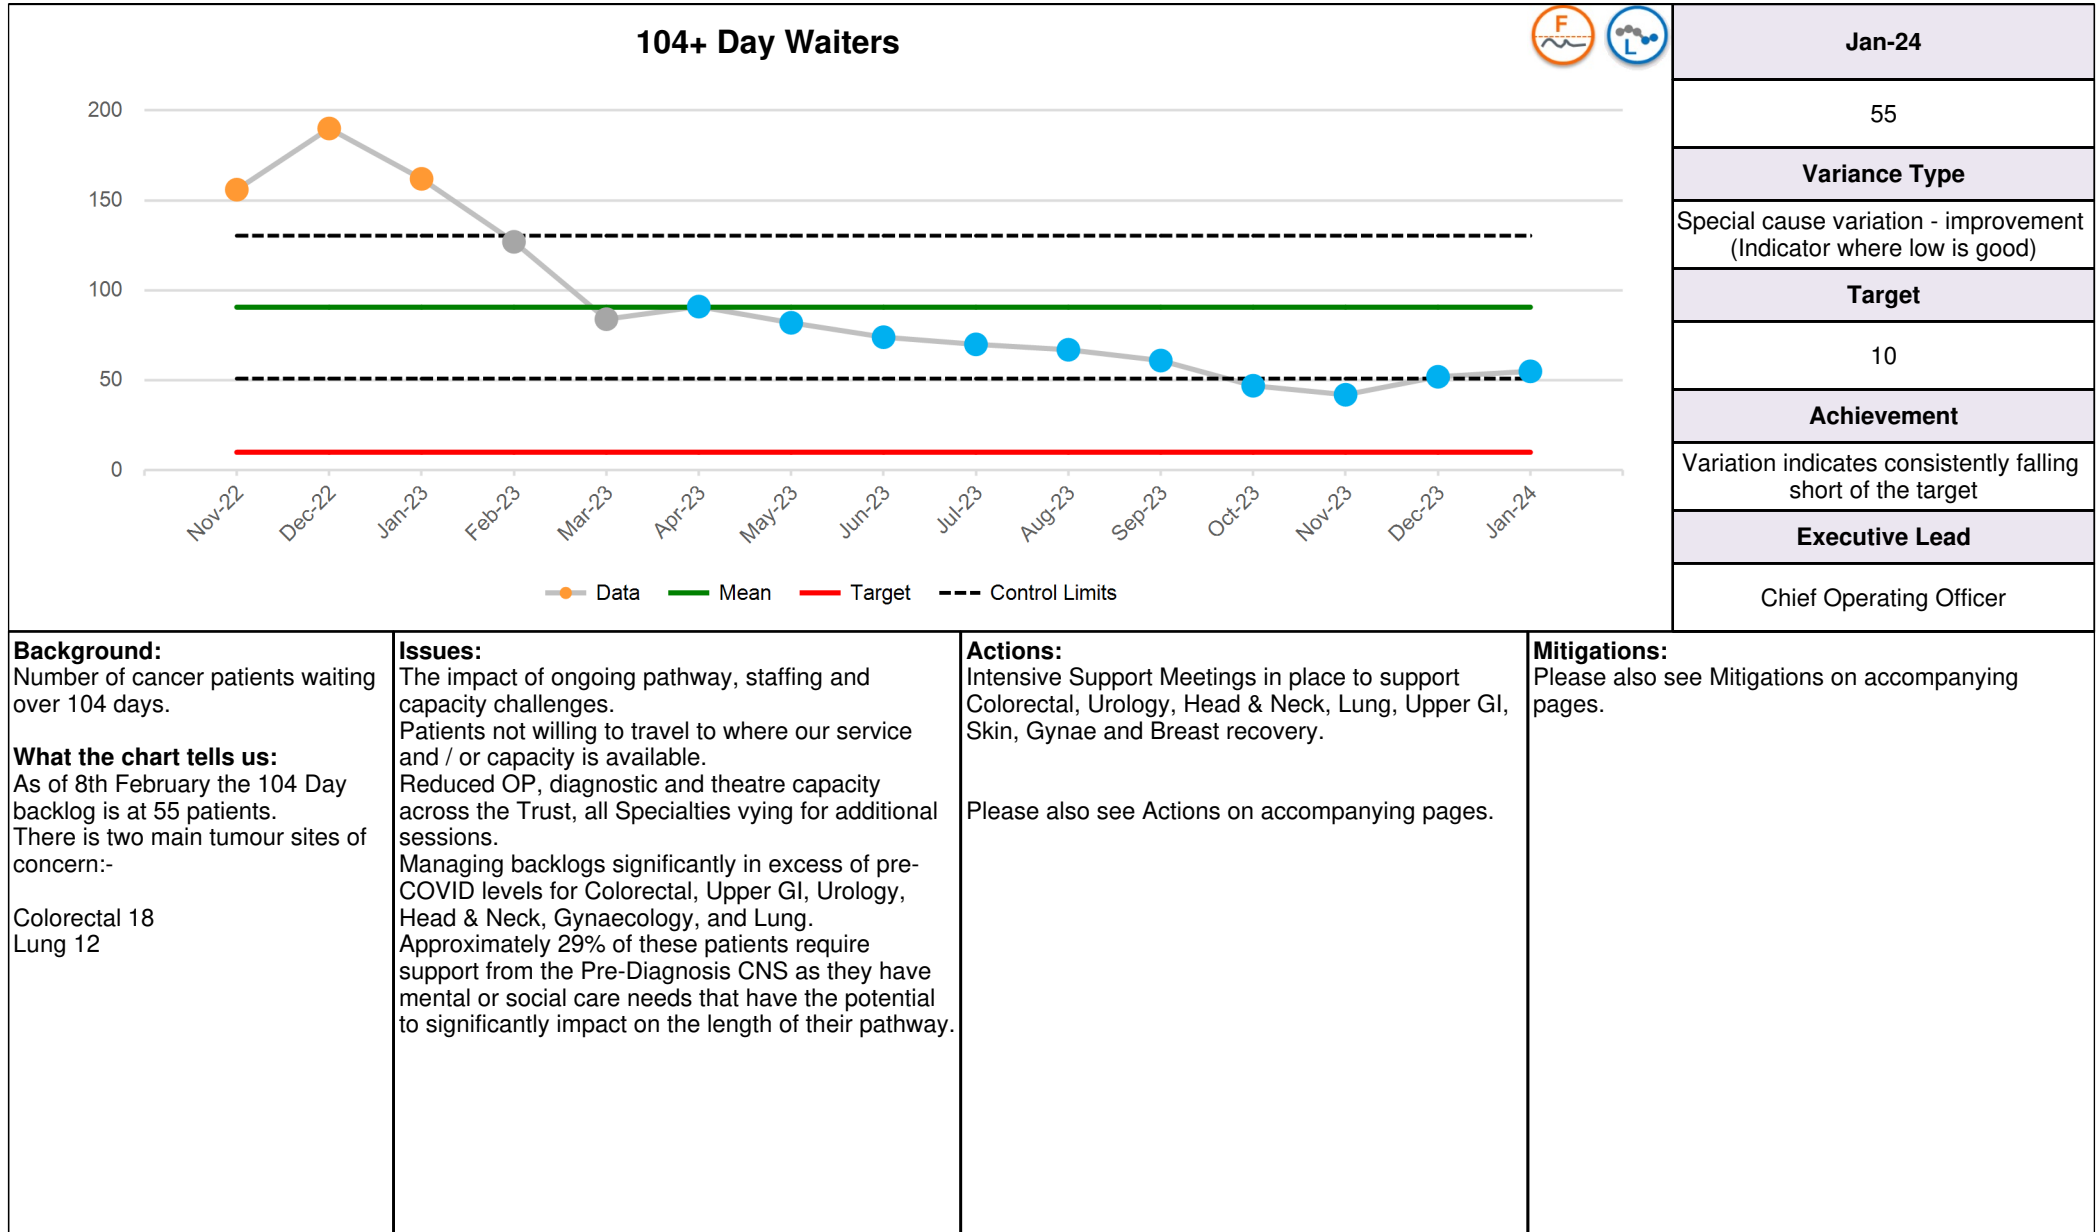 104+ Day Waiters
F
L
200
150
100
50
0
Nov-22
Dec-22
Jan-23
Feb-23
Mar-23
Apr-23
May-23
Jun-23
Jul-23
Aug-23
Sep-23
Oct-23
Nov-23
Dec-23
Jan-24
Data
Mean
Target
Control Limits
Jan-24
55
Variance Type
Special cause variation - improvement
(Indicator where low is good)
Target
10
Achievement
Variation indicates consistently falling
short of the target
Executive Lead
Chief Operating Officer
Background:
Number of cancer patients waiting
over 104 days.
What the chart tells us:
As of 8th February the 104 Day
backlog is at 55 patients.
There is two main tumour sites of
concern:-
Colorectal 18
Lung 12
Issues:
The impact of ongoing pathway, staffing and
capacity challenges.
Patients not willing to travel to where our service
and / or capacity is available.
Reduced OP, diagnostic and theatre capacity
across the Trust, all Specialties vying for additional
sessions.
Managing backlogs significantly in excess of pre-
COVID levels for Colorectal, Upper GI, Urology,
Head & Neck, Gynaecology, and Lung.
Approximately 29% of these patients require
support from the Pre-Diagnosis CNS as they have
mental or social care needs that have the potential
to significantly impact on the length of their pathway.
Actions:
Intensive Support Meetings in place to support
Colorectal, Urology, Head & Neck, Lung, Upper GI,
Skin, Gynae and Breast recovery.
Please also see Actions on accompanying pages.
Mitigations:
Please also see Mitigations on accompanying
pages.